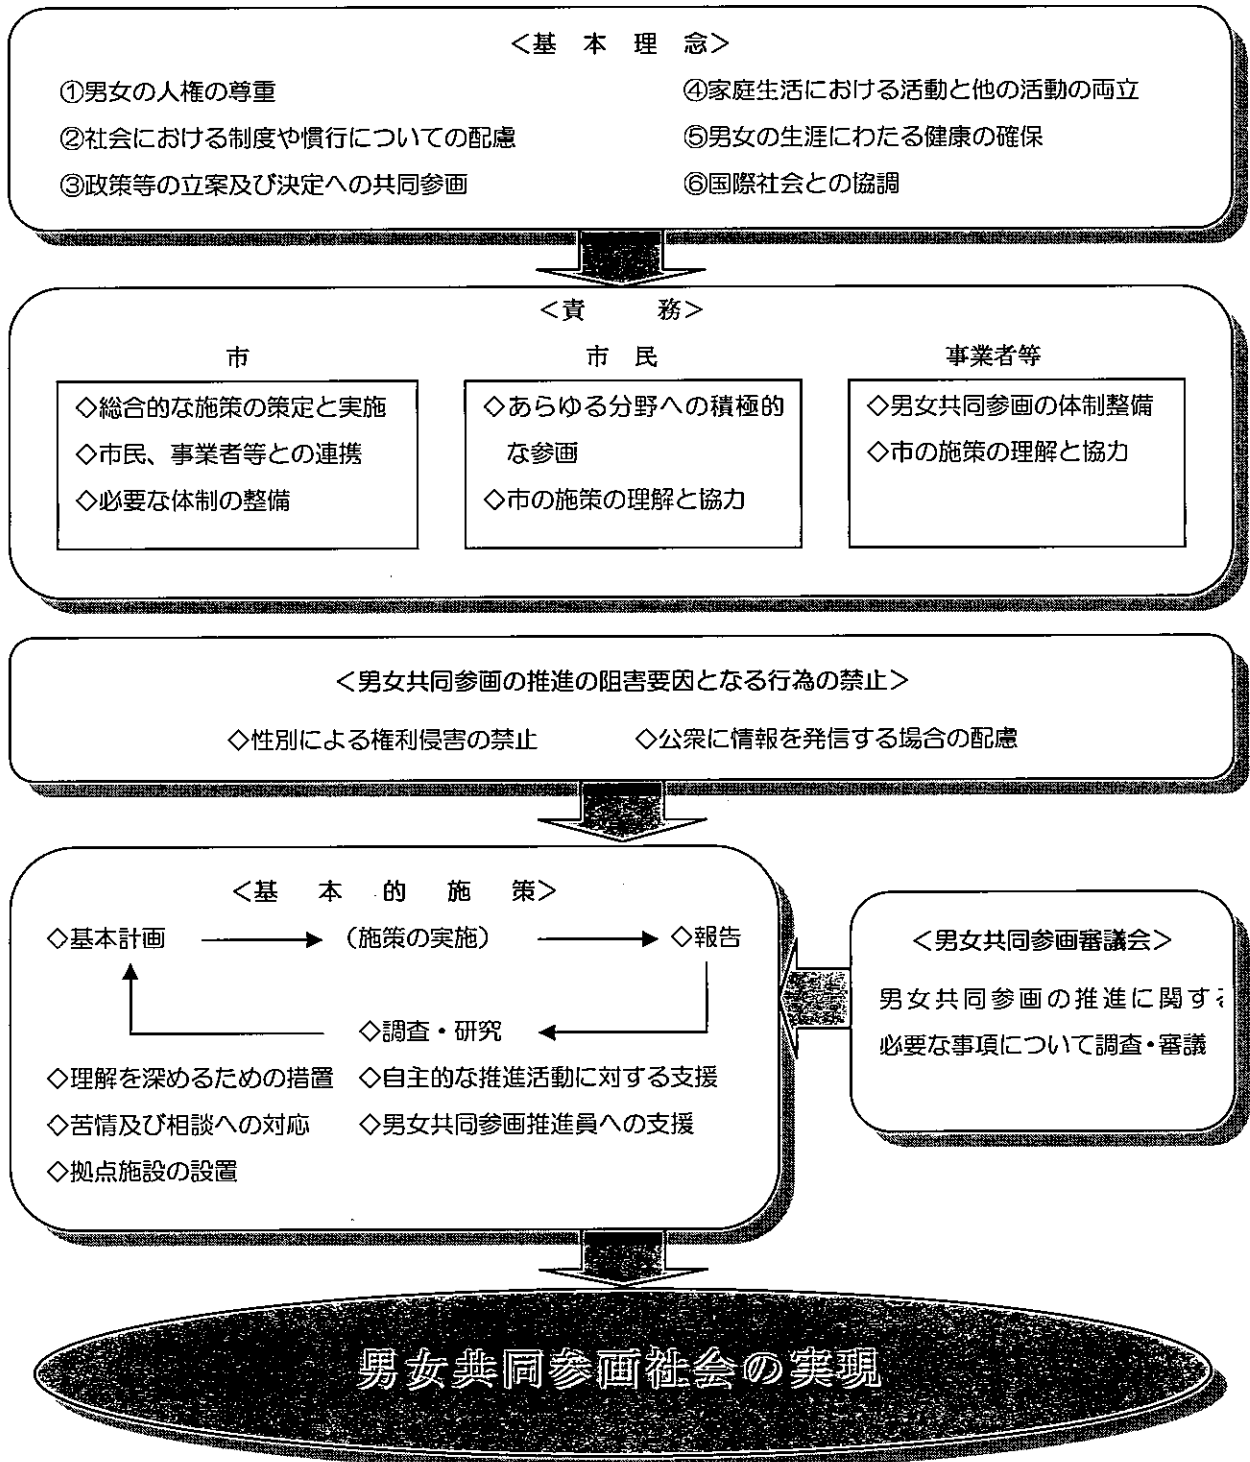 ＜基　本　理　念＞
①男女の人権の尊重
②社会における制度や慣行についての配慮
③政策等の立案及び決定への共同参画
④家庭生活における活動と他の活動の両立
⑤男女の生涯にわたる健康の確保
⑥国際社会との協調
＜責　　務＞
市
◇総合的な施策の策定と実施
◇市民、事業者等との連携
◇必要な体制の整備
市　民
◇あらゆる分野への積極的
な参画
◇市の施策の理解と協力
事業者等
◇男女共同参画の体制整備
◇市の施策の理解と協力
＜男女共同参画の推進の阻害要因となる行為の禁止＞
◇性別による権利侵害の禁止　　◇公衆に情報を発信する場合の配慮
＜基　本　的　施　策＞
◇基本計画　（施策の実施）　◇報告
◇調査・研究
◇理解を深めるための措置　◇自主的な推進活動に対する支援
◇苦情及び相談への対応　◇男女共同参画推進員への支援
◇拠点施設の設置
＜男女共同参画審議会＞
男女共同参画の推進に関す
必要な事項について調査・審議
男女共同参画社会の実現